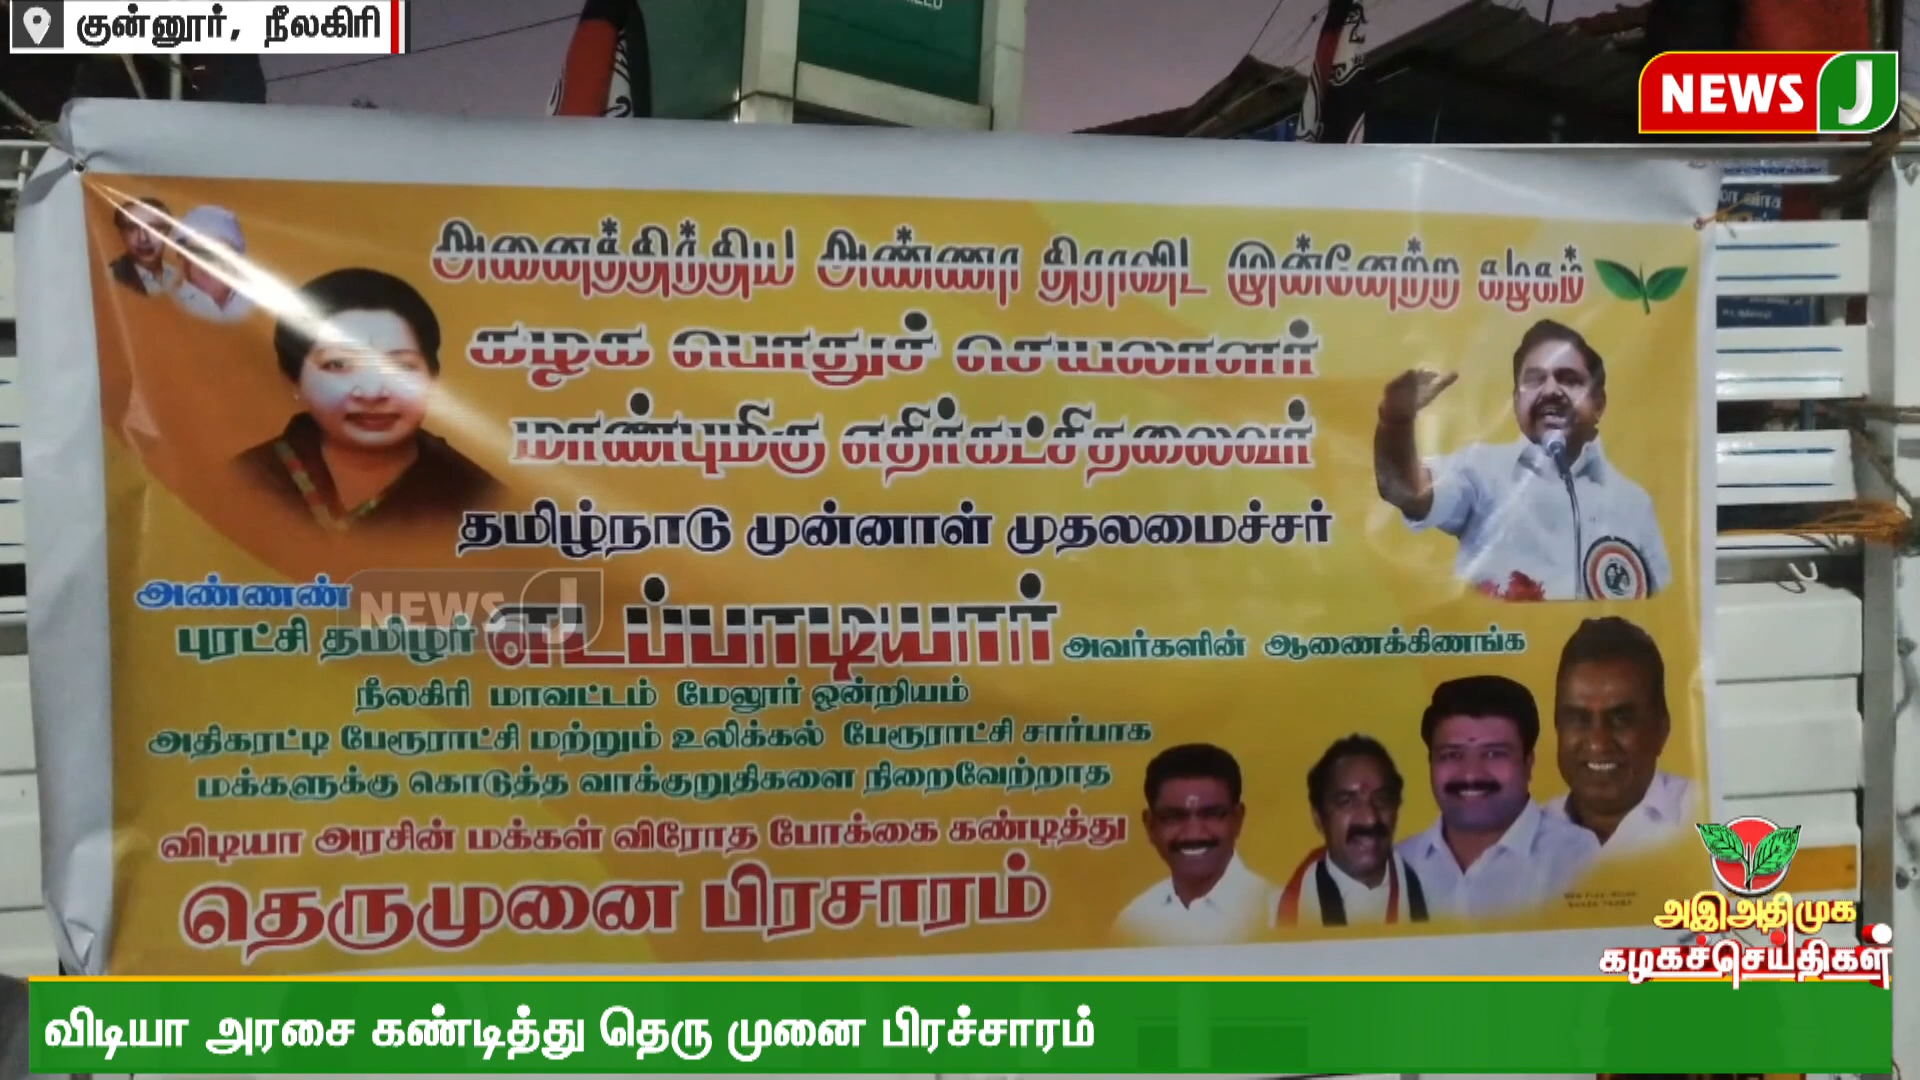 குன்னூர், நீலகிரி
NEWS J
அனைத்திந்திய அண்ணா திராவிட முன்னேற்ற கழகம்
கழக பொதுச் செயலாளர்
மாண்புமிகு எதிர்கட்சிதலைவர்
தமிழ்நாடு முன்னாள் முதலமைச்சர்
அண்ணண்
NEWS J
புரட்சி தமிழர் எடப்பாடியார் அவர்களின் ஆணைக்கிணங்க
நீலகிரி மாவட்டம் மேலூர் ஒன்றியம்
அதிகரட்டி பேரூராட்சி மற்றும் உலிக்கல் பேரூராட்சி சார்பாக
மக்களுக்கு கொடுத்த வாக்குறுதிகளை நிறைவேற்றாத
விடியா அரசின் மக்கள் விரோத போக்கை கண்டித்து
தெருமுனை பிரசாரம்
அஇஅதிமுக
கழகச்செய்திகள்
விடியா அரசை கண்டித்து தெரு முனை பிரச்சாரம்